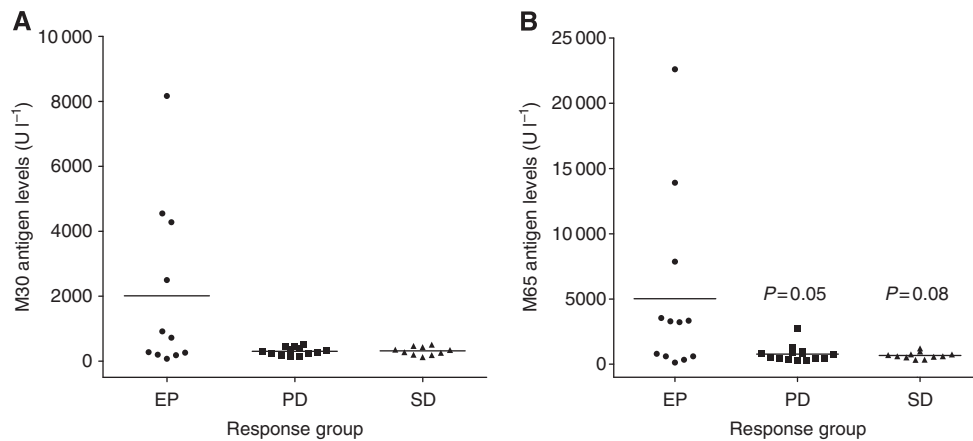 A
10 000
8000
6000
4000
2000
0
M30 antigen levels (U l⁻¹)
EP PD SD
Response group
B
25 000
20 000
15 000
10 000
5000
0
M65 antigen levels (U l⁻¹)
P=0.05 P=0.08
EP PD SD
Response group